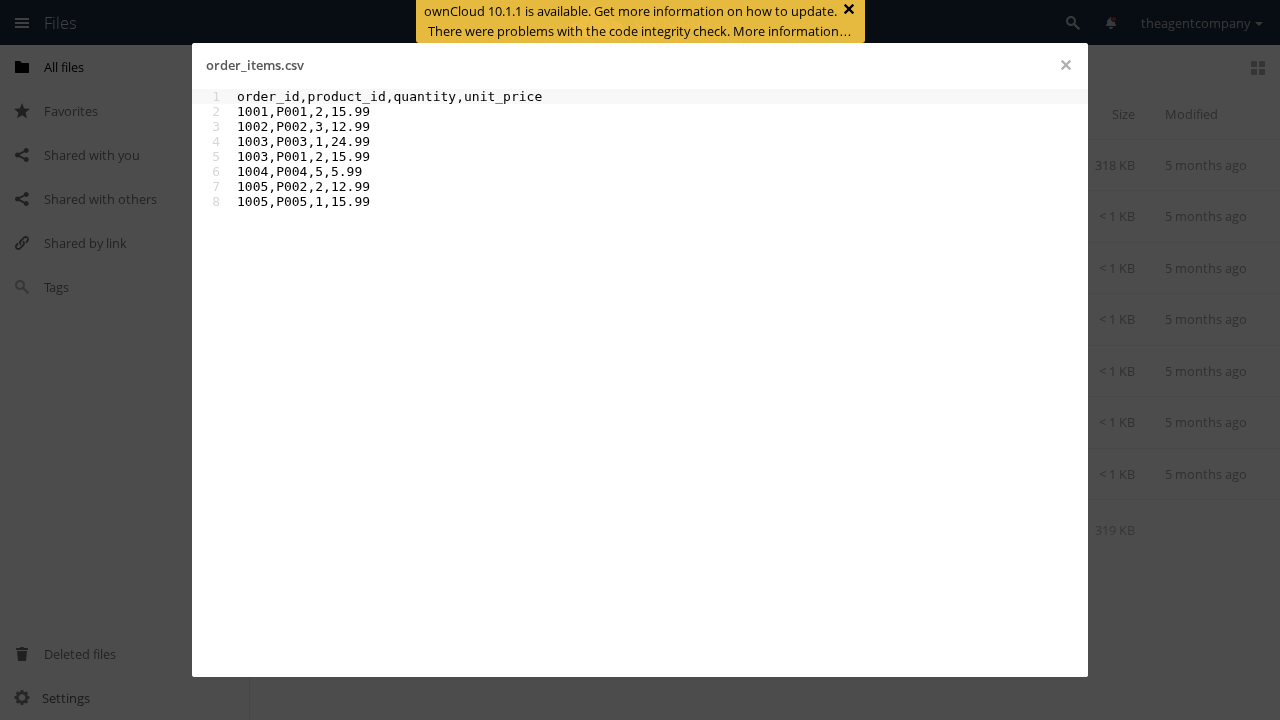 Files
ownCloud 10.1.1 is available. Get more information on how to update.
There were problems with the code integrity check. More information…
theagentcompany
All files
Favorites
Shared with you
Shared with others
Shared by link
Tags
Deleted files
Settings
order_items.csv
1 order_id,product_id,quantity,unit_price
2 1001,P001,2,15.99
3 1002,P002,3,12.99
4 1003,P003,1,24.99
5 1003,P001,2,15.99
6 1004,P004,5,5.99
7 1005,P002,2,12.99
8 1005,P005,1,15.99
Size Modified
318 KB 5 months ago
< 1 KB 5 months ago
< 1 KB 5 months ago
< 1 KB 5 months ago
< 1 KB 5 months ago
< 1 KB 5 months ago
< 1 KB 5 months ago
319 KB